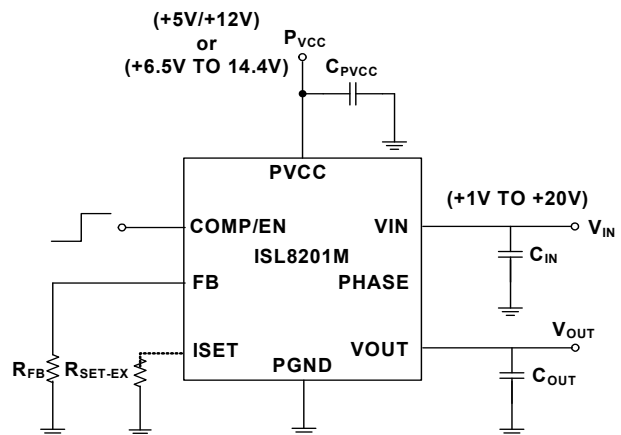 (+5V/+12V)
or
(+6.5V TO 14.4V)
PVCC
CPVCC
PVCC
(+1V TO +20V)
COMP/EN
VIN
VIN
ISL8201M
CIN
FB
PHASE
VOUT
ISET
VOUT
RFB
RSET-EX
PGND
COUT